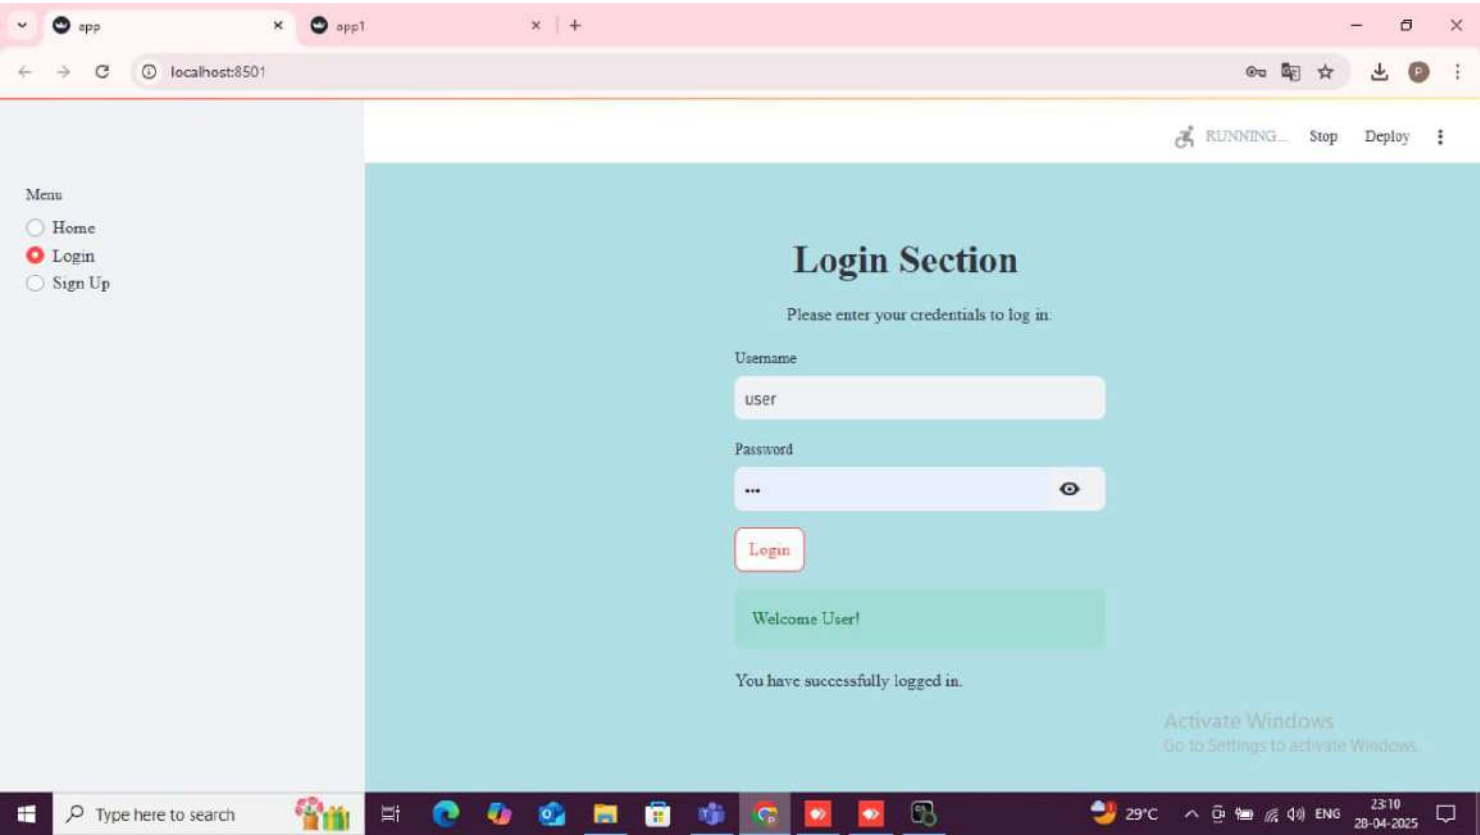 app
app1
localhost:8501
P
RUNNING...
Stop
Deploy
Menu
Home
Login
Sign Up
Login Section
Please enter your credentials to log in.
Username
user
Password
•••
Login
Welcome User!
You have successfully logged in.
Activate Windows
Go to Settings to activate Windows.
Type here to search
29°C
ENG
23:10
28-04-2025